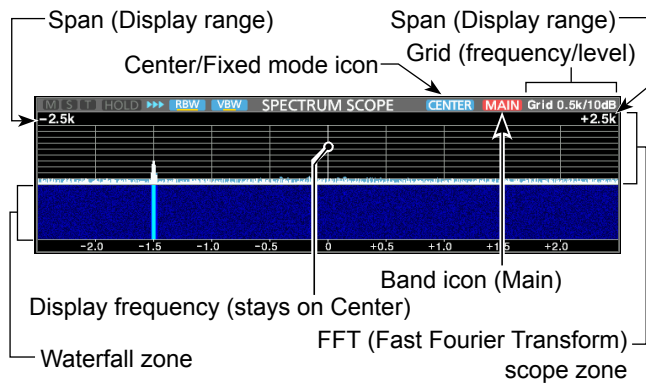 Span (Display range)
Span (Display range)
Grid (frequency/level)
Center/Fixed mode icon
M S T HOLD RBW VBW SPECTRUM SCOPE CENTER MAIN Grid 0.5k/10dB
−2.5k +2.5k
-2.0 -1.5 -1.0 -0.5 0 +0.5 +1.0 +1.5 +2.0
Band icon (Main)
Display frequency (stays on Center)
FFT (Fast Fourier Transform)
scope zone
Waterfall zone